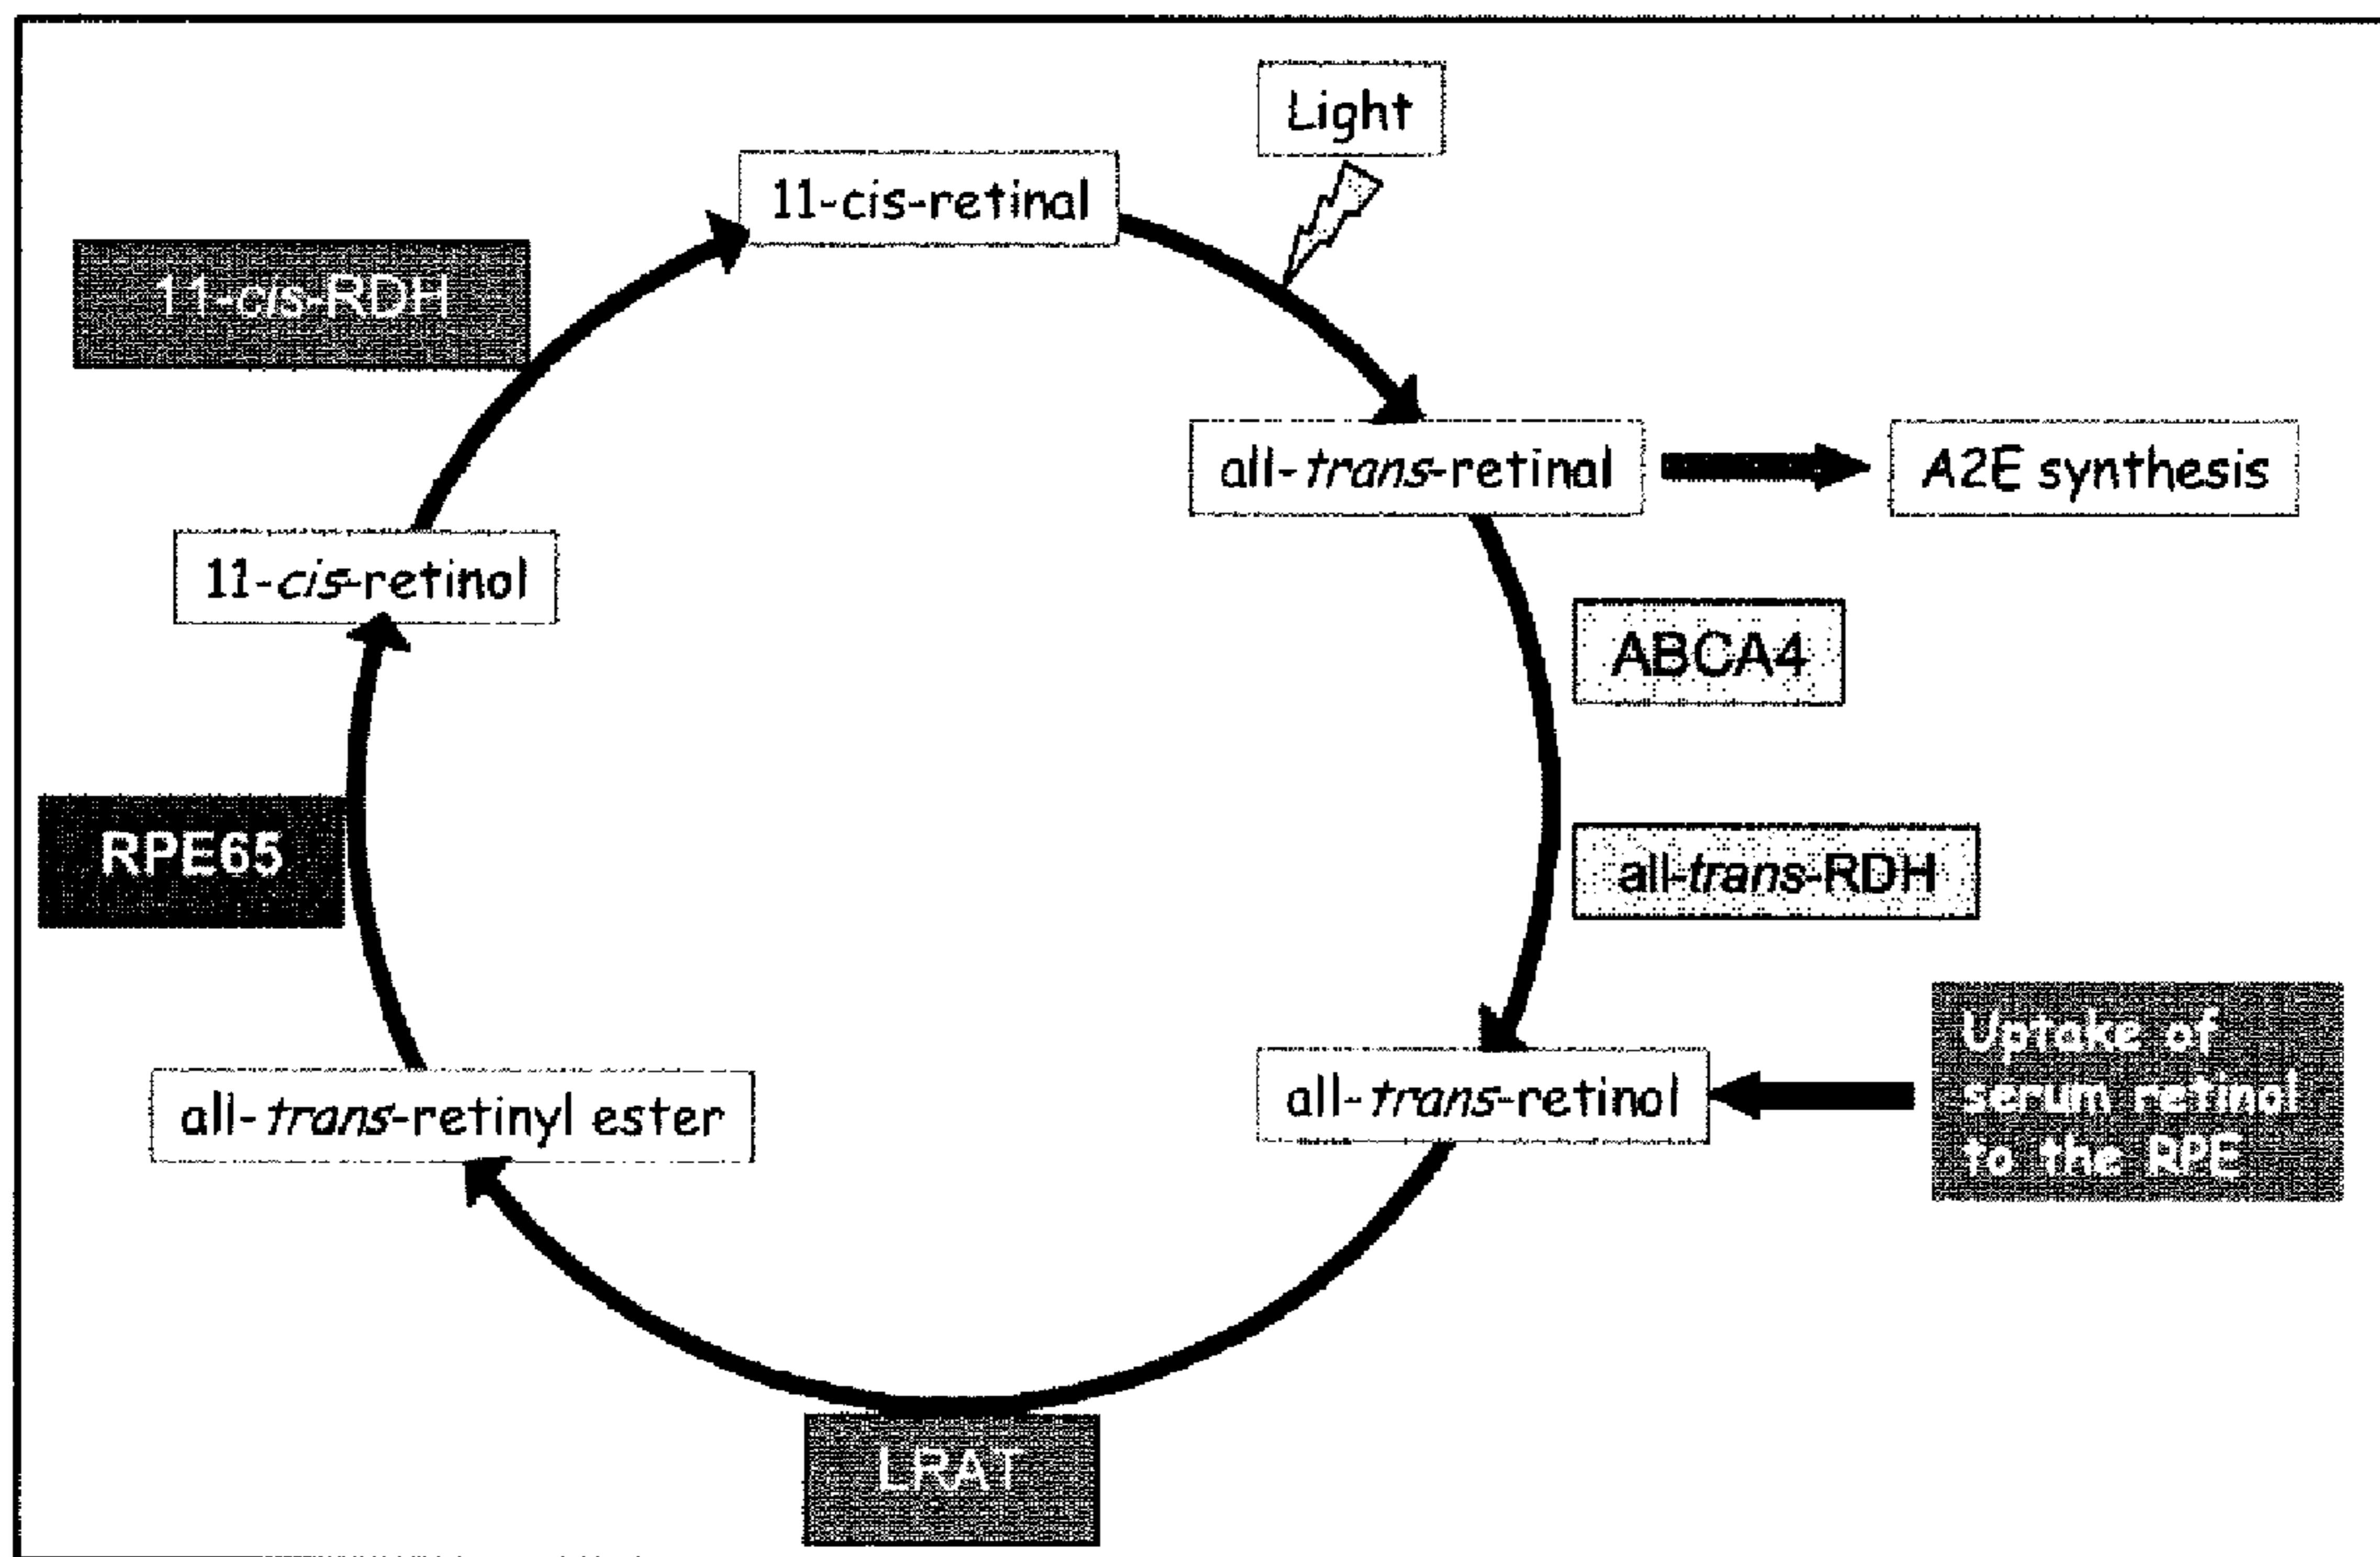 Light
11-cis-retinal
11-cis-RDH
all-trans-retinal
A2E synthesis
11-cis-retinol
ABCA4
RPE65
all-trans-RDH
Uptake of
serum retinol
to the RPE
all-trans-retinol
all-trans-retinyl ester
LRAT